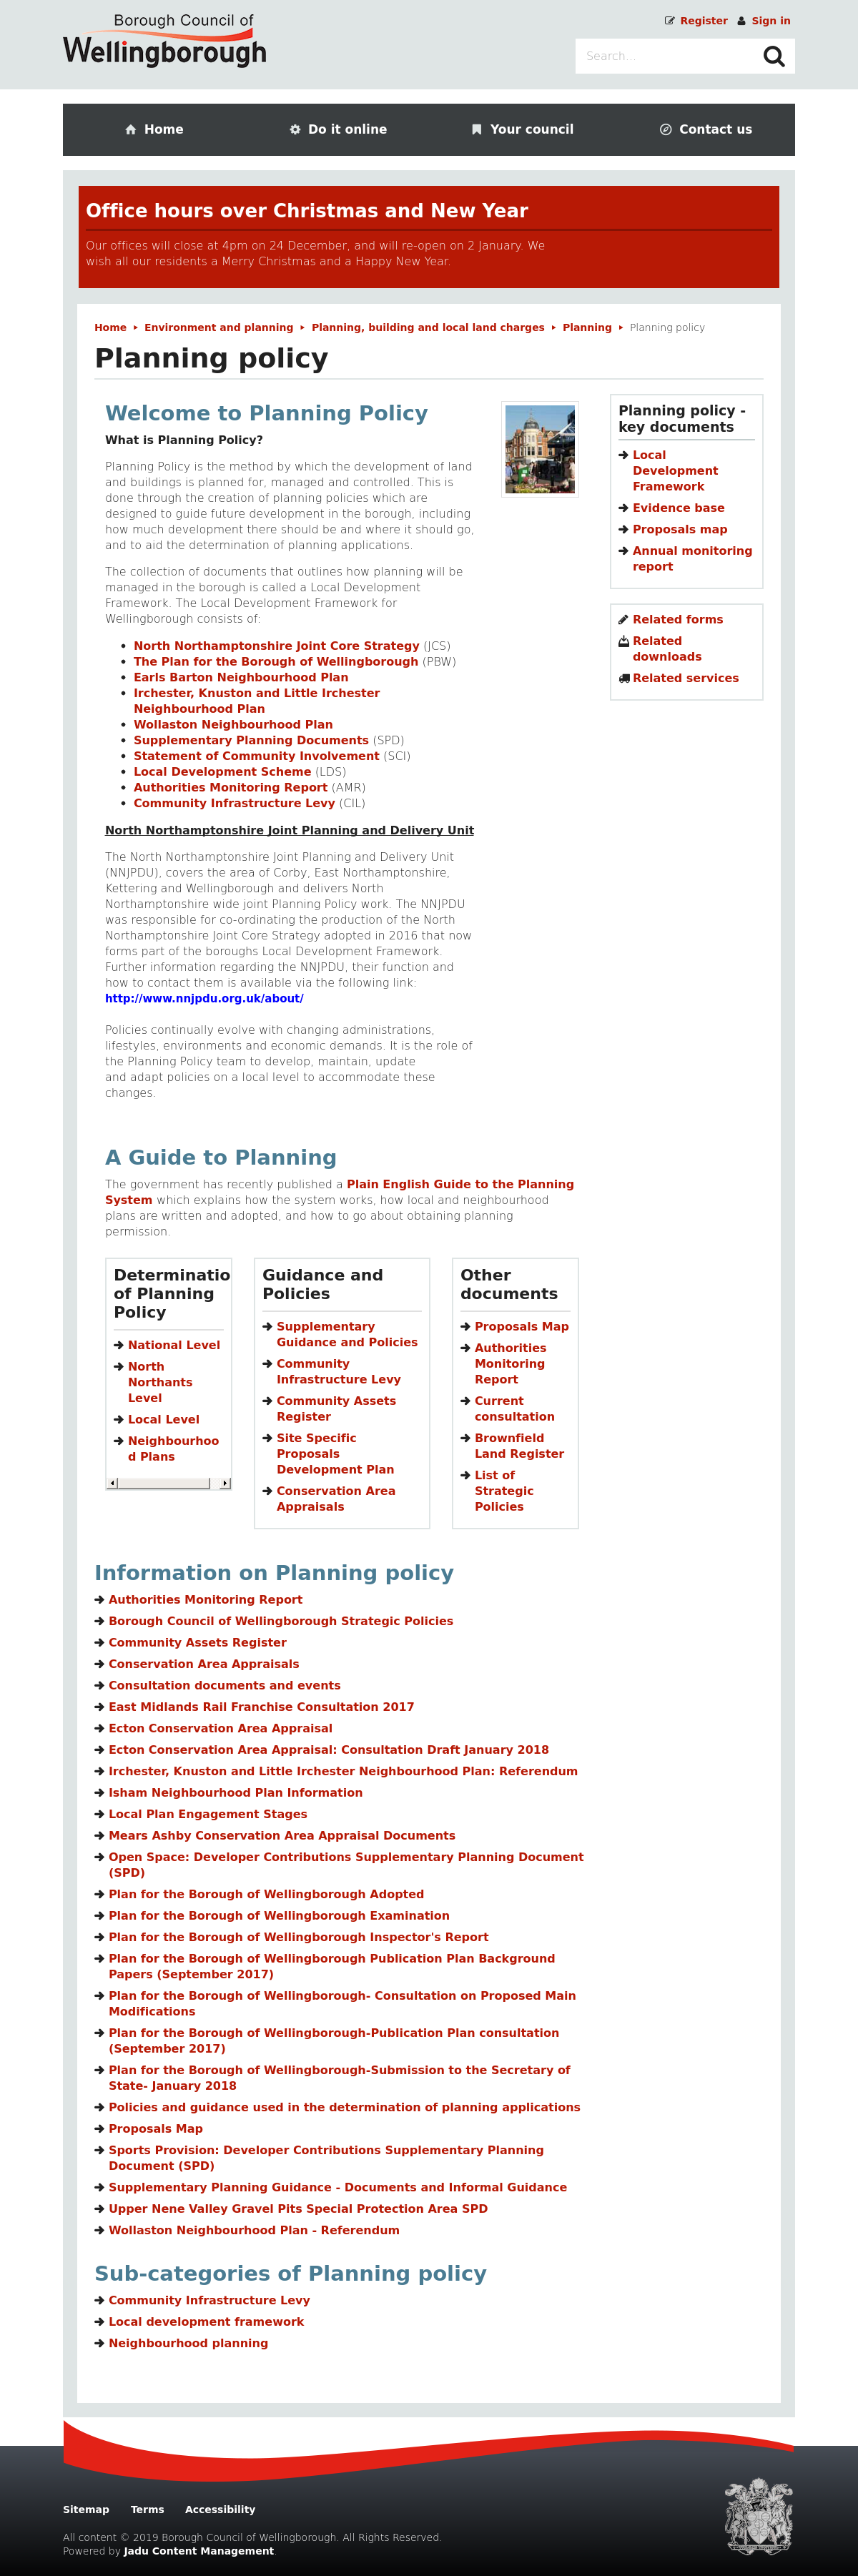 Borough Council of
Wellingborough
Register
Sign in
Search...
Home
Do it online
Your council
Contact us
Office hours over Christmas and New Year
Our offices will close at 4pm on 24 December, and will re-open on 2 January. We
wish all our residents a Merry Christmas and a Happy New Year.
Home ▸ Environment and planning ▸ Planning, building and local land charges ▸ Planning ▸ Planning policy
Planning policy
Welcome to Planning Policy
What is Planning Policy?
Planning Policy is the method by which the development of land
and buildings is planned for, managed and controlled. This is
done through the creation of planning policies which are
designed to guide future development in the borough, including
how much development there should be and where it should go,
and to aid the determination of planning applications.
The collection of documents that outlines how planning will be
managed in the borough is called a Local Development
Framework. The Local Development Framework for
Wellingborough consists of:
• North Northamptonshire Joint Core Strategy (JCS)
• The Plan for the Borough of Wellingborough (PBW)
• Earls Barton Neighbourhood Plan
• Irchester, Knuston and Little Irchester
Neighbourhood Plan
• Wollaston Neighbourhood Plan
• Supplementary Planning Documents (SPD)
• Statement of Community Involvement (SCI)
• Local Development Scheme (LDS)
• Authorities Monitoring Report (AMR)
• Community Infrastructure Levy (CIL)
North Northamptonshire Joint Planning and Delivery Unit
The North Northamptonshire Joint Planning and Delivery Unit
(NNJPDU), covers the area of Corby, East Northamptonshire,
Kettering and Wellingborough and delivers North
Northamptonshire wide joint Planning Policy work. The NNJPDU
was responsible for co-ordinating the production of the North
Northamptonshire Joint Core Strategy adopted in 2016 that now
forms part of the boroughs Local Development Framework.
Further information regarding the NNJPDU, their function and
how to contact them is available via the following link:
http://www.nnjpdu.org.uk/about/
Policies continually evolve with changing administrations,
lifestyles, environments and economic demands. It is the role of
the Planning Policy team to develop, maintain, update
and adapt policies on a local level to accommodate these
changes.
Planning policy -
key documents
Local
Development
Framework
Evidence base
Proposals map
Annual monitoring
report
Related forms
Related
downloads
Related services
A Guide to Planning
The government has recently published a Plain English Guide to the Planning
System which explains how the system works, how local and neighbourhood
plans are written and adopted, and how to go about obtaining planning
permission.
Determinatio
of Planning
Policy
National Level
North
Northants
Level
Local Level
Neighbourhoo
d Plans
Guidance and
Policies
Supplementary
Guidance and Policies
Community
Infrastructure Levy
Community Assets
Register
Site Specific
Proposals
Development Plan
Conservation Area
Appraisals
Other
documents
Proposals Map
Authorities
Monitoring
Report
Current
consultation
Brownfield
Land Register
List of
Strategic
Policies
Information on Planning policy
Authorities Monitoring Report
Borough Council of Wellingborough Strategic Policies
Community Assets Register
Conservation Area Appraisals
Consultation documents and events
East Midlands Rail Franchise Consultation 2017
Ecton Conservation Area Appraisal
Ecton Conservation Area Appraisal: Consultation Draft January 2018
Irchester, Knuston and Little Irchester Neighbourhood Plan: Referendum
Isham Neighbourhood Plan Information
Local Plan Engagement Stages
Mears Ashby Conservation Area Appraisal Documents
Open Space: Developer Contributions Supplementary Planning Document
(SPD)
Plan for the Borough of Wellingborough Adopted
Plan for the Borough of Wellingborough Examination
Plan for the Borough of Wellingborough Inspector's Report
Plan for the Borough of Wellingborough Publication Plan Background
Papers (September 2017)
Plan for the Borough of Wellingborough- Consultation on Proposed Main
Modifications
Plan for the Borough of Wellingborough-Publication Plan consultation
(September 2017)
Plan for the Borough of Wellingborough-Submission to the Secretary of
State- January 2018
Policies and guidance used in the determination of planning applications
Proposals Map
Sports Provision: Developer Contributions Supplementary Planning
Document (SPD)
Supplementary Planning Guidance - Documents and Informal Guidance
Upper Nene Valley Gravel Pits Special Protection Area SPD
Wollaston Neighbourhood Plan - Referendum
Sub-categories of Planning policy
Community Infrastructure Levy
Local development framework
Neighbourhood planning
Sitemap
Terms
Accessibility
All content © 2019 Borough Council of Wellingborough. All Rights Reserved.
Powered by Jadu Content Management.